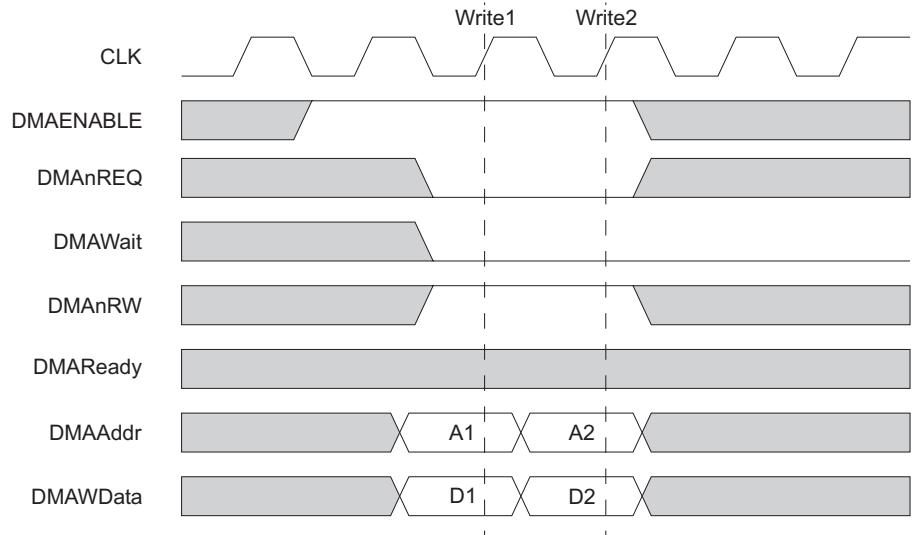 Write1 Write2
CLK
DMAENABLE
DMAnREQ
DMAWait
DMAnRW
DMAReady
DMAAddr A1 A2
DMAWData D1 D2